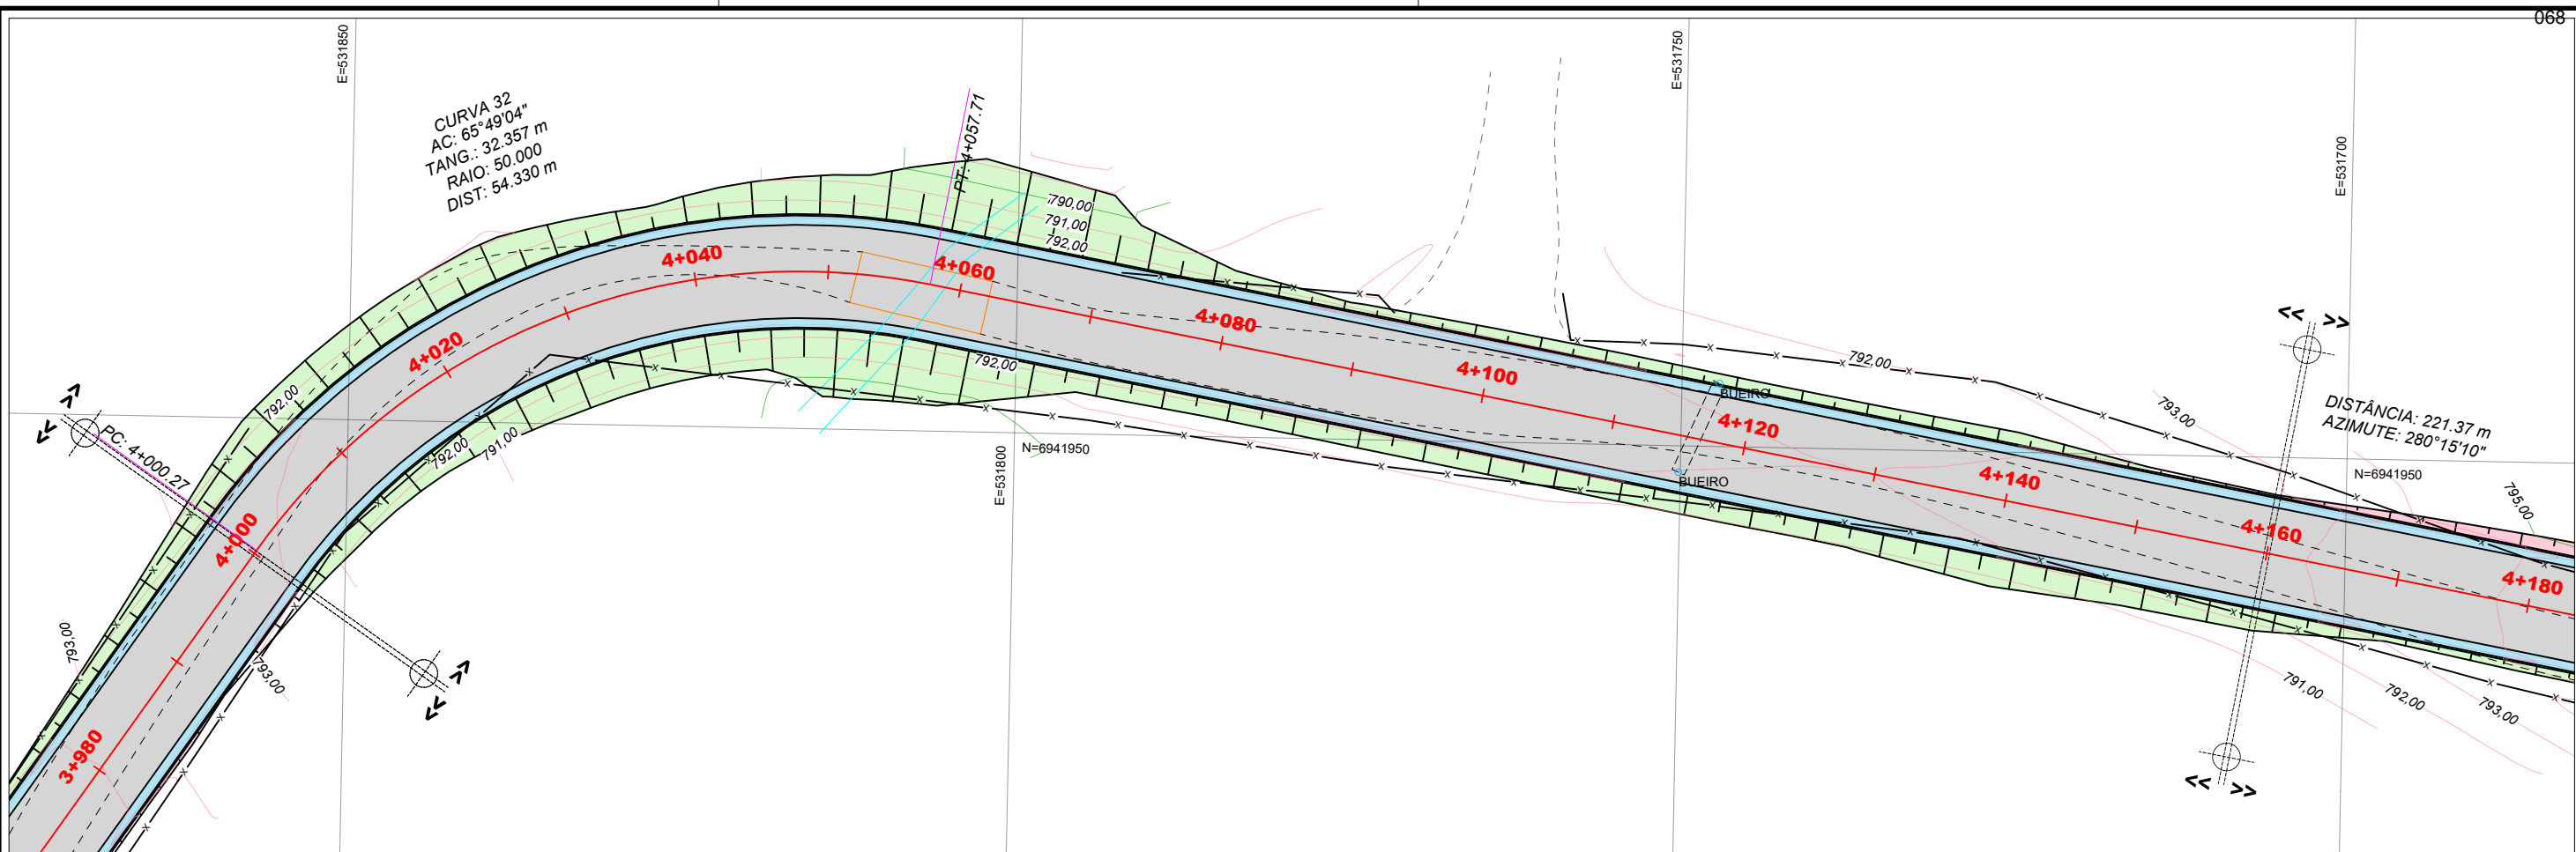 068
E=531850
E=531750
E=531700
CURVA 32
AC: 65°49'04"
TANG.: 32.357 m
RAIO: 50.000
DIST: 54.330 m
PT: 4+057.71
790,00
791,00
792,00
4+040
4+060
4+080
4+020
4+100
4+120
4+140
4+160
4+180
4+000
3+980
792,00
792,00
792,00
791,00
792,00
793,00
PC: 4+000.27
BUEIRO
BUEIRO
DISTÂNCIA: 221.37 m
AZIMUTE: 280°15'10"
N=6941950
E=531800
N=6941950
795,00
793,00
793,00
791,00
792,00
793,00